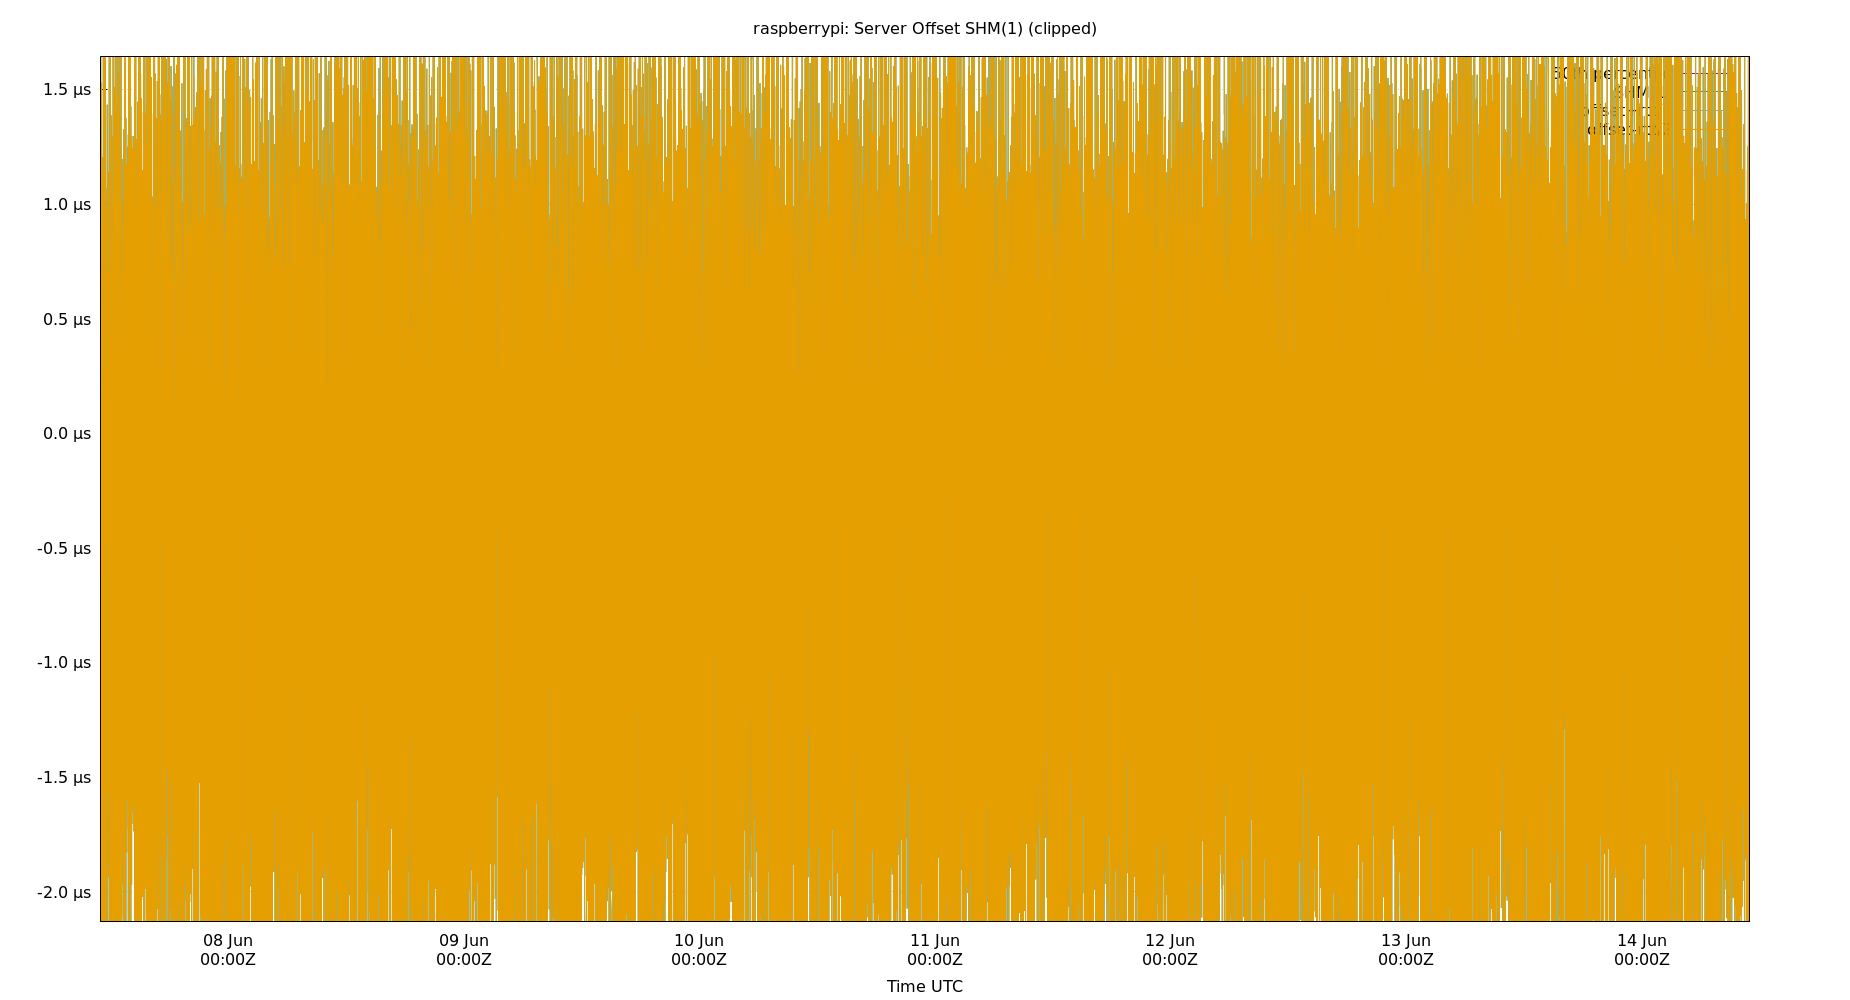 raspberrypi: Server Offset SHM(1) (clipped)
1.5 µs
1.0 µs
0.5 µs
0.0 µs
-0.5 µs
-1.0 µs
-1.5 µs
-2.0 µs
08 Jun
00:00Z
09 Jun
00:00Z
10 Jun
00:00Z
11 Jun
00:00Z
12 Jun
00:00Z
13 Jun
00:00Z
14 Jun
00:00Z
Time UTC